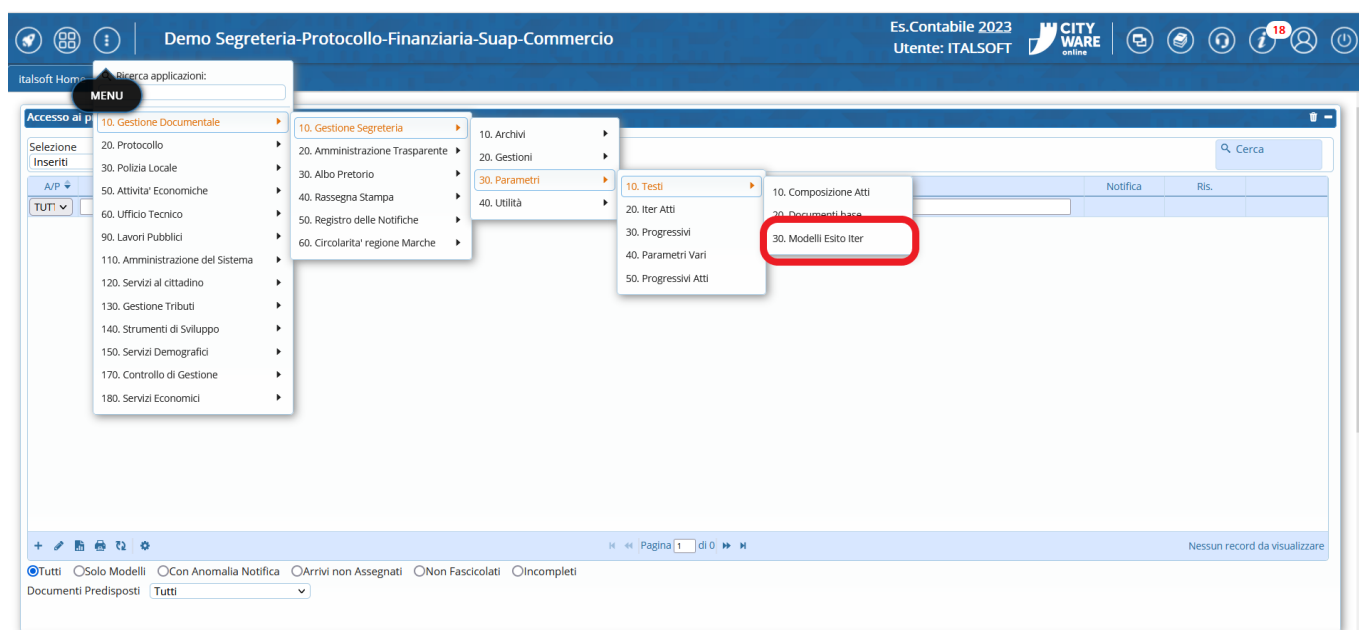 Demo Segreteria-Protocollo-Finanziaria-Suap-Commercio
Es.Contabile 2023
Utente: ITALSOFT
CITY
WARE
online
18
italsoft Home
Ricerca applicazioni:
MENU
Accesso ai p
Selezione
Inseriti
Cerca
A/P
Notifica
Ris.
TUTT
10. Gestione Documentale
20. Protocollo
30. Polizia Locale
50. Attivita' Economiche
60. Ufficio Tecnico
90. Lavori Pubblici
110. Amministrazione del Sistema
120. Servizi al cittadino
130. Gestione Tributi
140. Strumenti di Sviluppo
150. Servizi Demografici
170. Controllo di Gestione
180. Servizi Economici
10. Gestione Segreteria
20. Amministrazione Trasparente
30. Albo Pretorio
40. Rassegna Stampa
50. Registro delle Notifiche
60. Circolarita' regione Marche
10. Archivi
20. Gestioni
30. Parametri
40. Utilità
10. Testi
20. Iter Atti
30. Progressivi
40. Parametri Vari
50. Progressivi Atti
10. Composizione Atti
20. Documenti base
30. Modelli Esito Iter
Pagina 1 di 0
Nessun record da visualizzare
Tutti Solo Modelli Con Anomalia Notifica Arrivi non Assegnati Non Fascicolati Incompleti
Documenti Predisposti Tutti